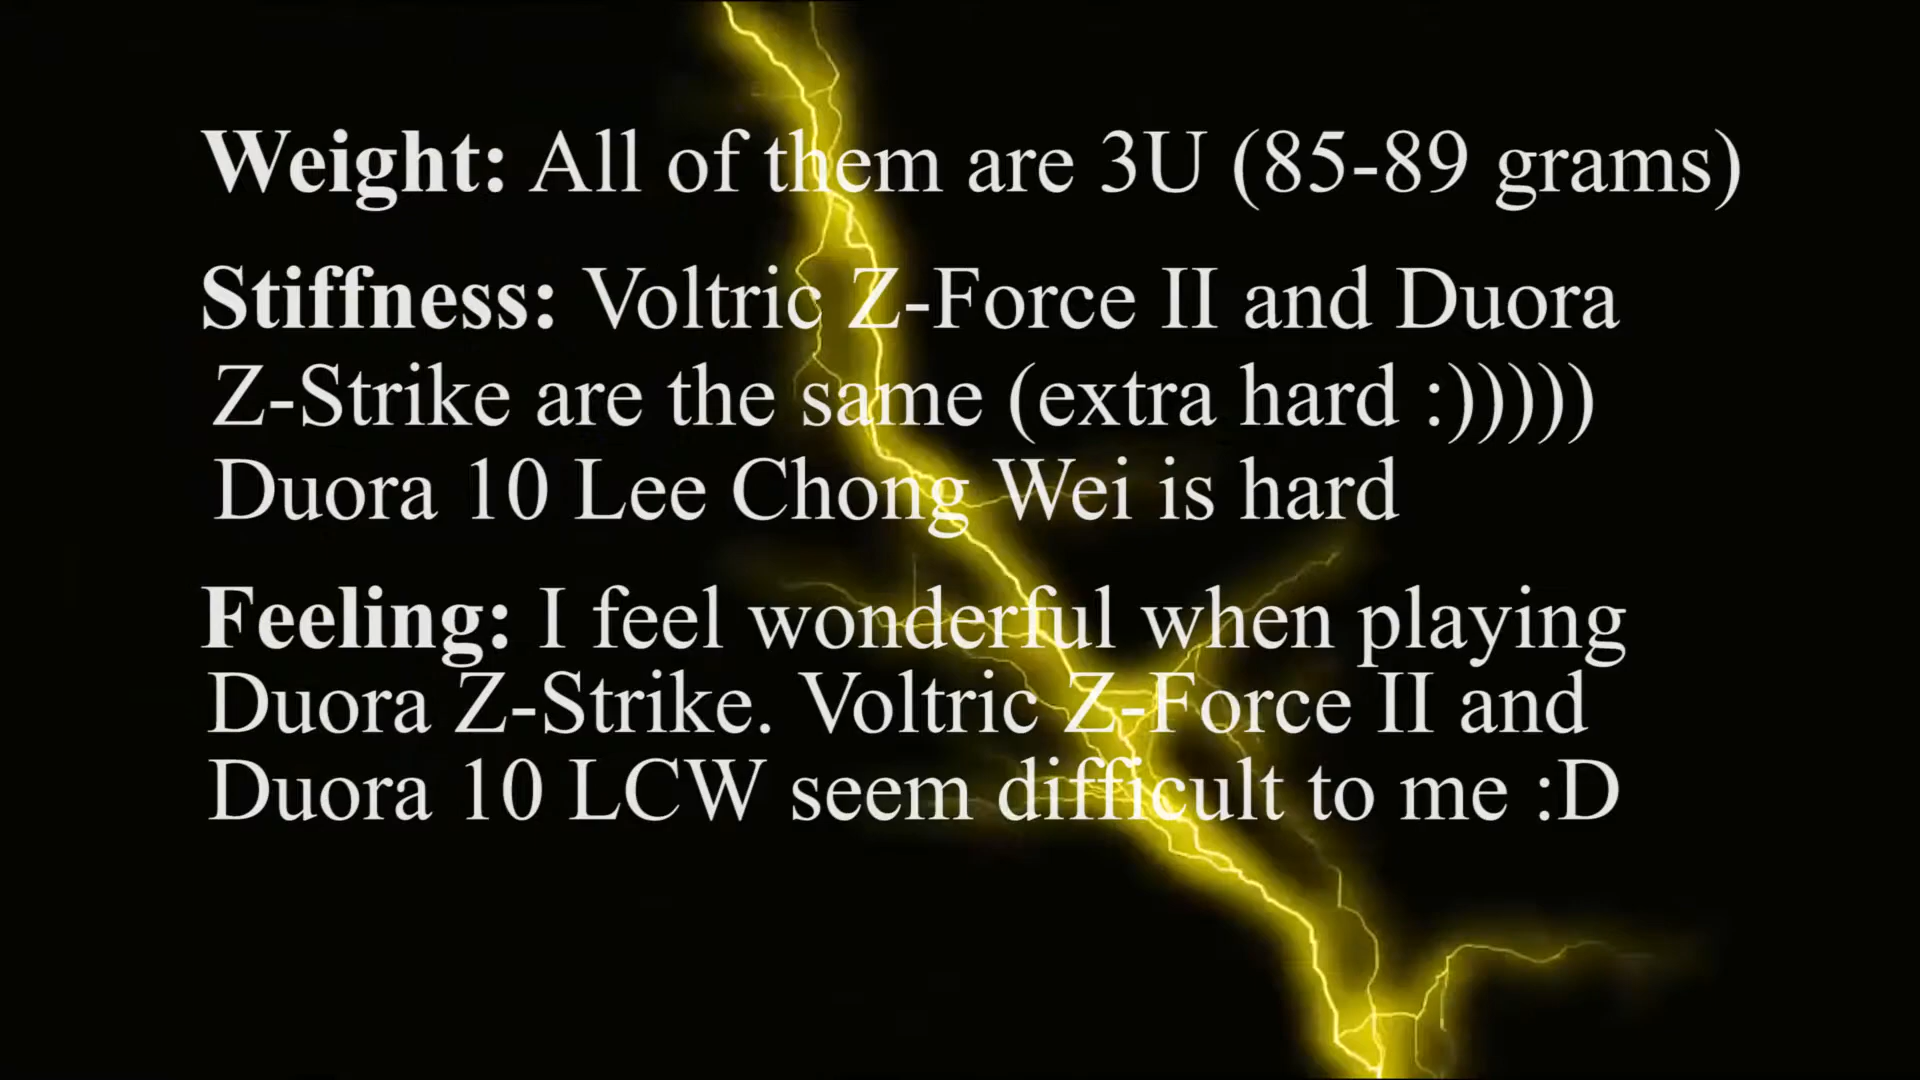 Weight: All of them are 3U (85-89 grams)
Stiffness: Voltric Z-Force II and Duora
Z-Strike are the same (extra hard :)))))
Duora 10 Lee Chong Wei is hard
Feeling: I feel wonderful when playing
Duora Z-Strike. Voltric Z-Force II and
Duora 10 LCW seem difficult to me :D